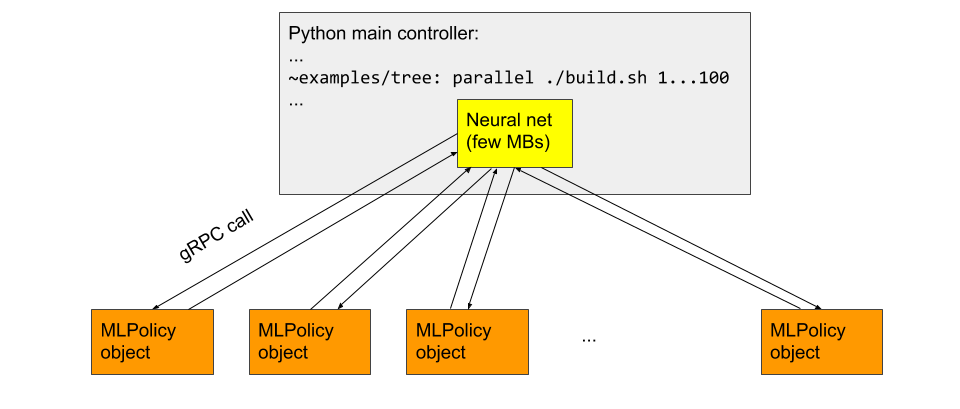 Python main controller:
...
~examples/tree: parallel ./build.sh 1...100
...
Neural net
(few MBs)
gRPC call
MLPolicy
object
MLPolicy
object
MLPolicy
object
...
MLPolicy
object